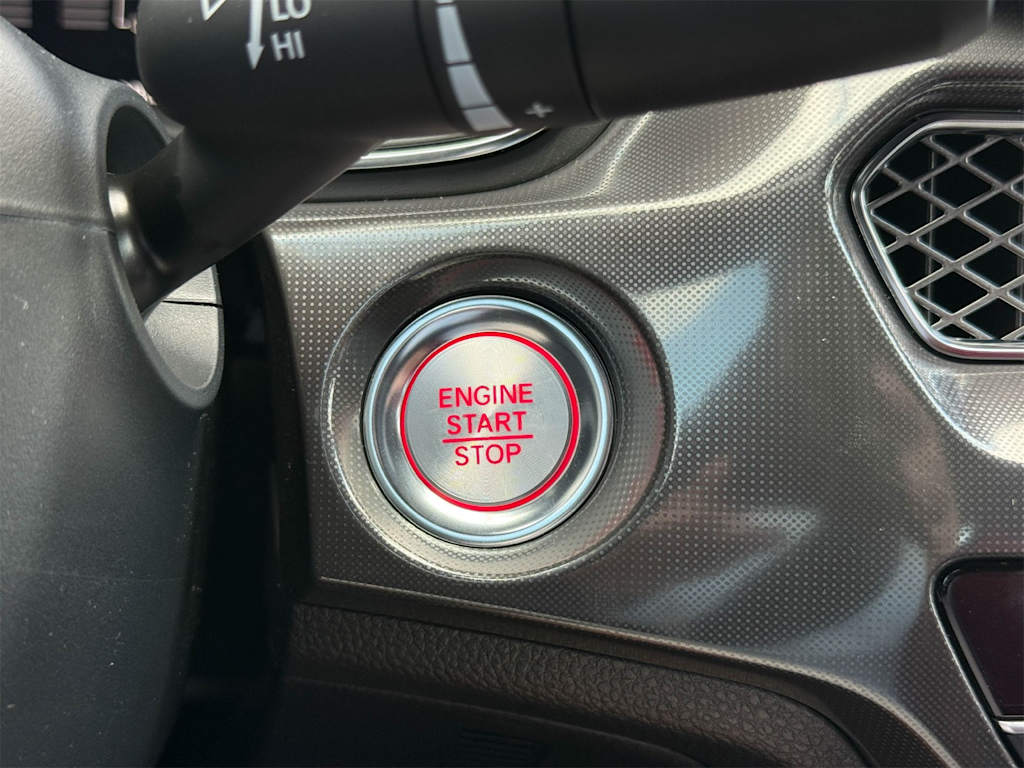 LO
HI
+
ENGINE
START
STOP